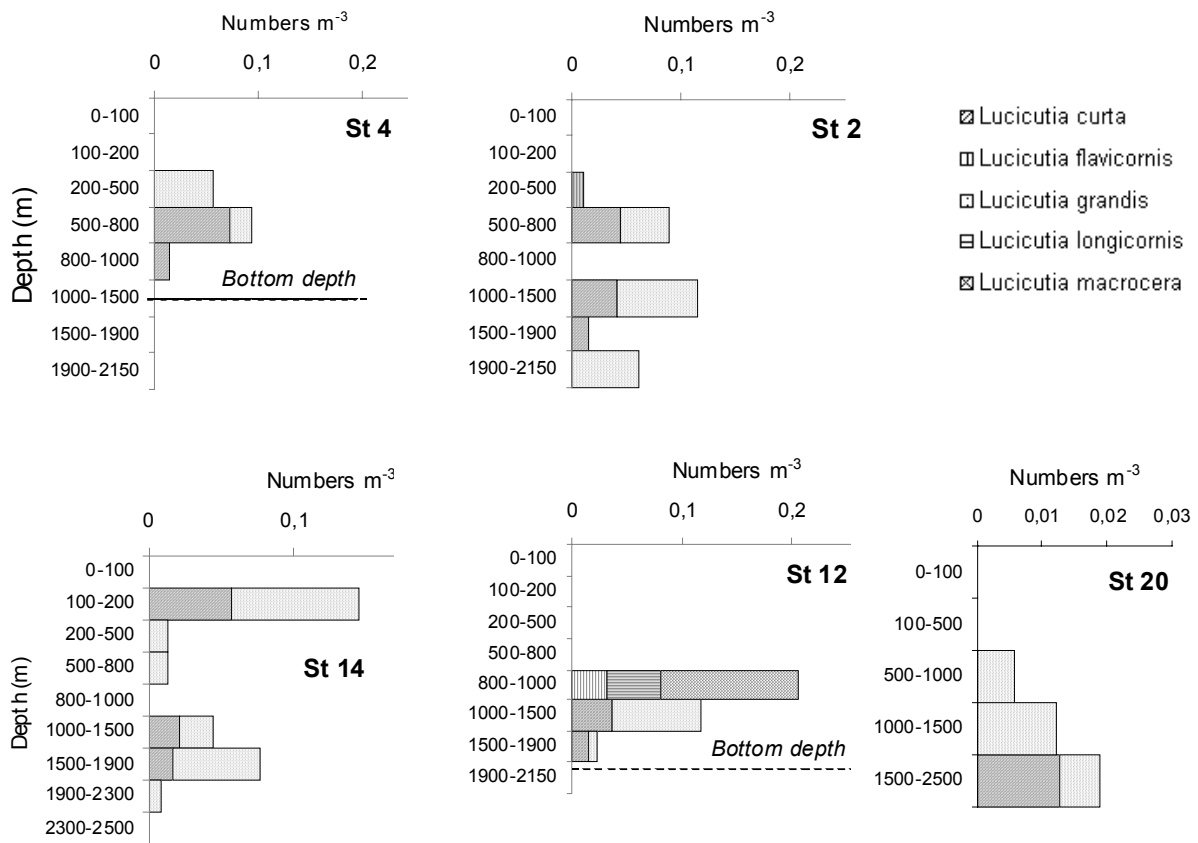 Numbers m-3
0 0,1 0,2
St 4
Depth (m)
0-100
100-200
200-500
500-800
800-1000
1000-1500
1500-1900
1900-2150
Bottom depth
Numbers m-3
0 0,1 0,2
St 2
0-100
100-200
200-500
500-800
800-1000
1000-1500
1500-1900
1900-2150
Lucicutia curta
Lucicutia flavicornis
Lucicutia grandis
Lucicutia longicornis
Lucicutia macrocera
Numbers m-3
0 0,1
St 14
Depth (m)
0-100
100-200
200-500
500-800
800-1000
1000-1500
1500-1900
1900-2300
2300-2500
Numbers m-3
0 0,1 0,2
St 12
0-100
100-200
200-500
500-800
800-1000
1000-1500
1500-1900
1900-2150
Bottom depth
Numbers m-3
0 0,01 0,02 0,03
St 20
0-100
100-500
500-1000
1000-1500
1500-2500